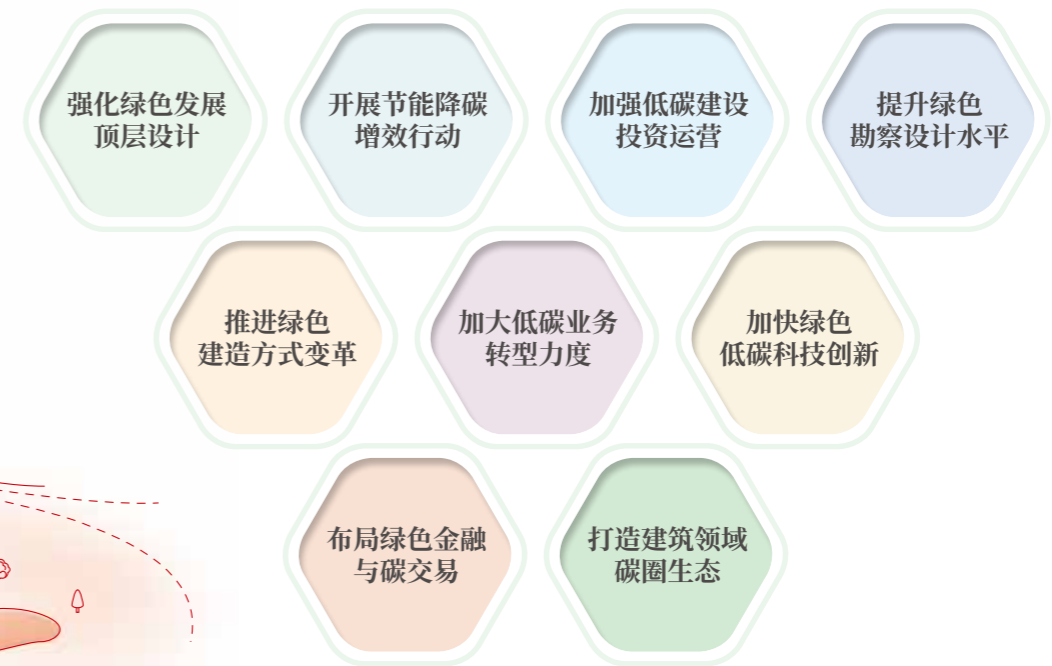 强化绿色发展
顶层设计
开展节能降碳
增效行动
加强低碳建设
投资运营
提升绿色
勘察设计水平
推进绿色
建造方式变革
加大低碳业务
转型力度
加快绿色
低碳科技创新
布局绿色金融
与碳交易
打造建筑领域
碳圈生态